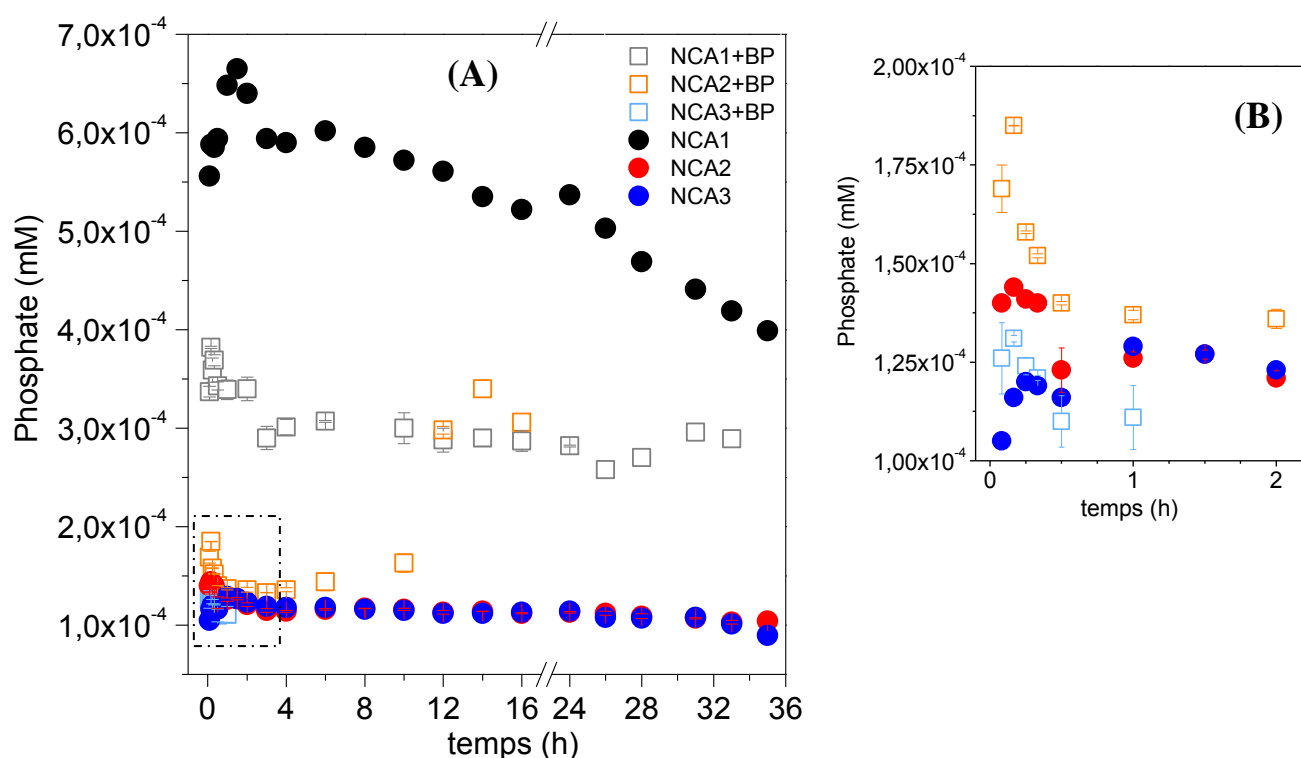 (A)
Phosphate (mM)
7,0x10⁻⁴
6,0x10⁻⁴
5,0x10⁻⁴
4,0x10⁻⁴
3,0x10⁻⁴
2,0x10⁻⁴
1,0x10⁻⁴
NCA1+BP
NCA2+BP
NCA3+BP
NCA1
NCA2
NCA3
0 4 8 12 16 24 28 32 36
temps (h)
(B)
Phosphate (mM)
2,00x10⁻⁴
1,75x10⁻⁴
1,50x10⁻⁴
1,25x10⁻⁴
1,00x10⁻⁴
0 1 2
temps (h)